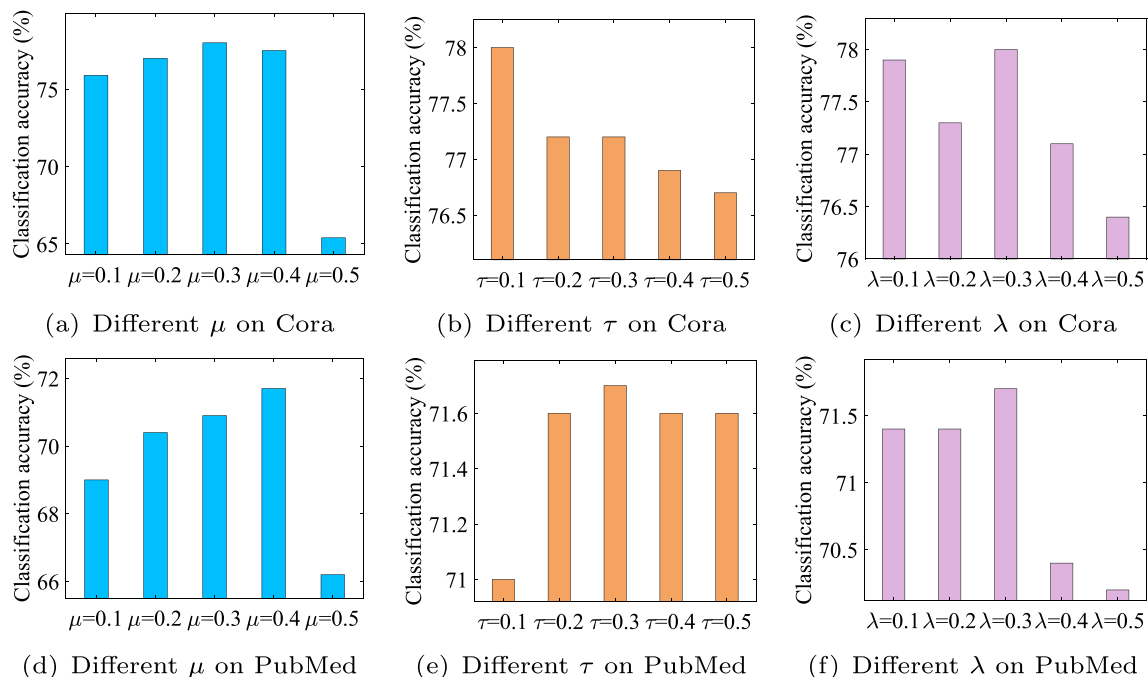 Classification accuracy (%)
75
70
65
μ=0.1 μ=0.2 μ=0.3 μ=0.4 μ=0.5
(a) Different μ on Cora
Classification accuracy (%)
78
77.5
77
76.5
τ=0.1 τ=0.2 τ=0.3 τ=0.4 τ=0.5
(b) Different τ on Cora
Classification accuracy (%)
78
77.5
77
76.5
76
λ=0.1 λ=0.2 λ=0.3 λ=0.4 λ=0.5
(c) Different λ on Cora
Classification accuracy (%)
72
70
68
66
μ=0.1 μ=0.2 μ=0.3 μ=0.4 μ=0.5
(d) Different μ on PubMed
Classification accuracy (%)
71.6
71.4
71.2
71
τ=0.1 τ=0.2 τ=0.3 τ=0.4 τ=0.5
(e) Different τ on PubMed
Classification accuracy (%)
71.5
71
70.5
λ=0.1 λ=0.2 λ=0.3 λ=0.4 λ=0.5
(f) Different λ on PubMed